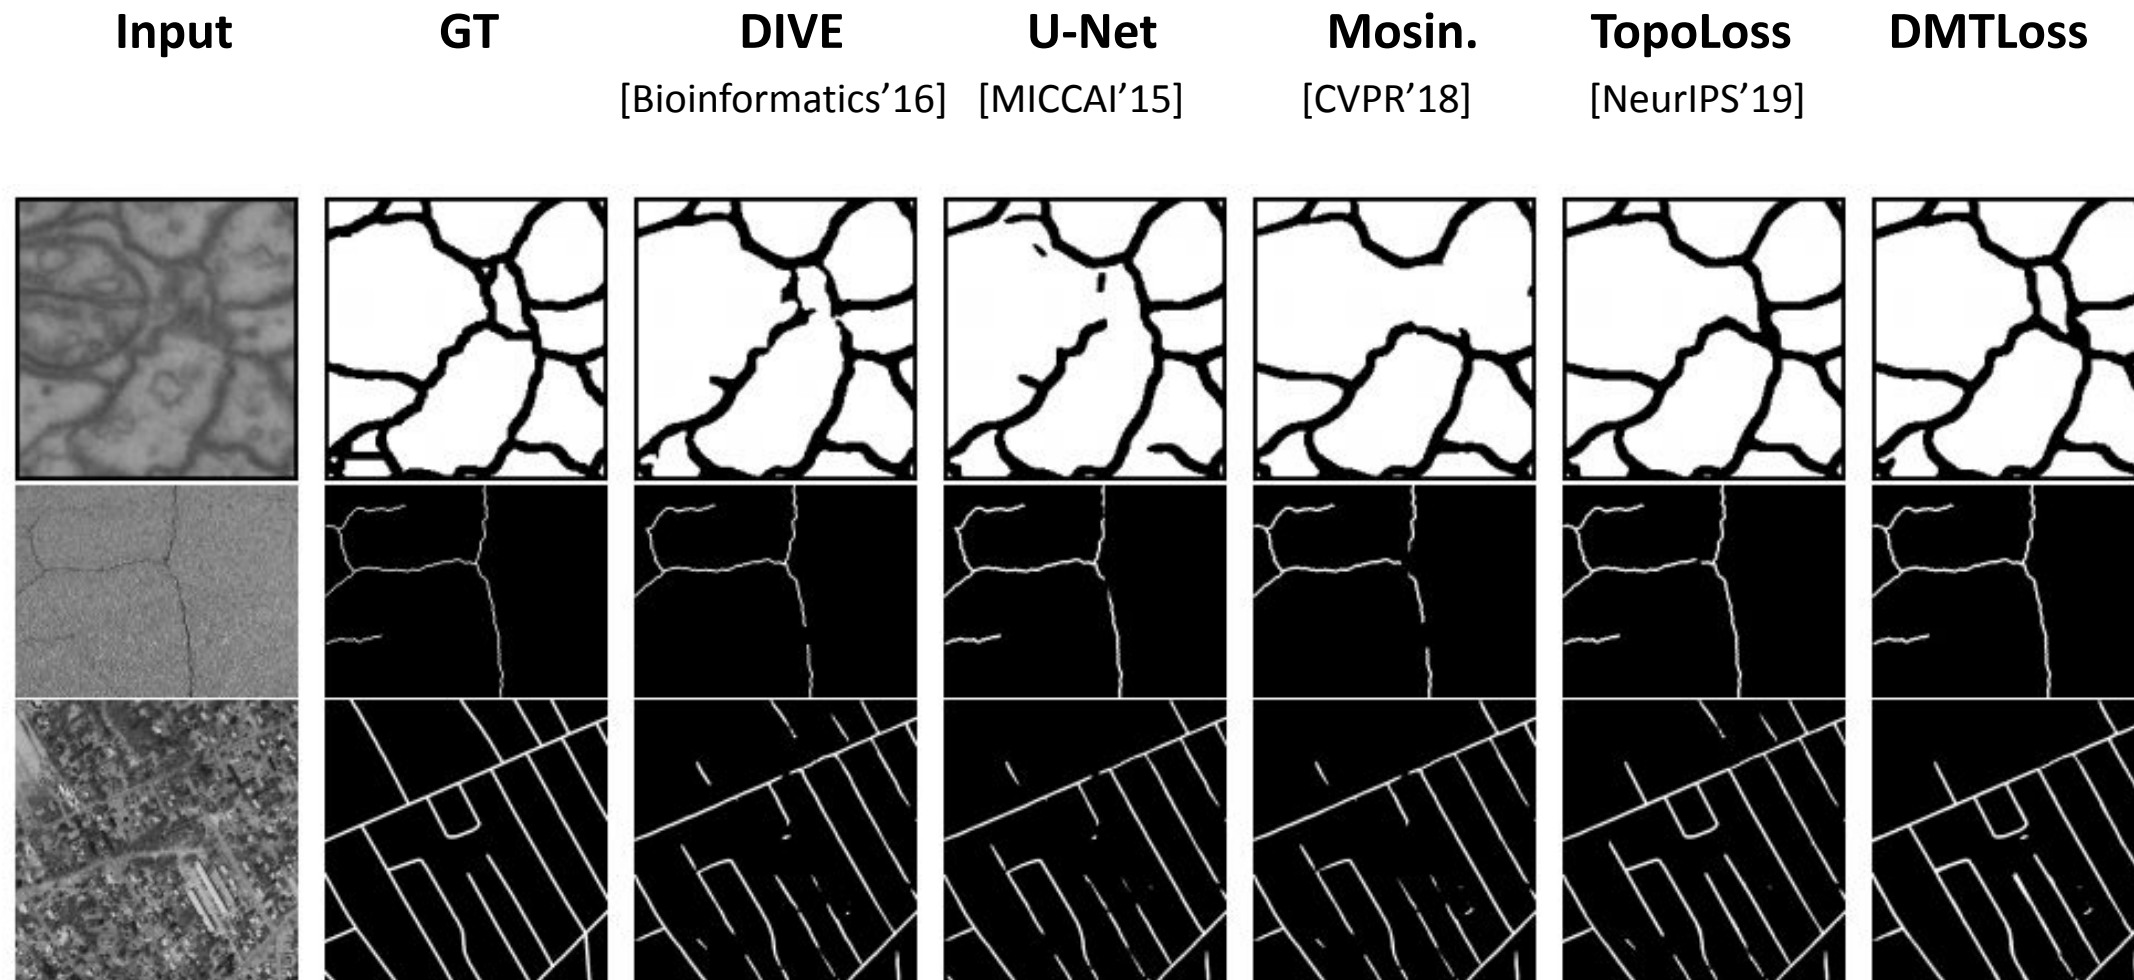 Input GT DIVE U-Net Mosin. TopoLoss DMTLoss
[Bioinformatics’16] [MICCAI’15] [CVPR’18] [NeurIPS’19]